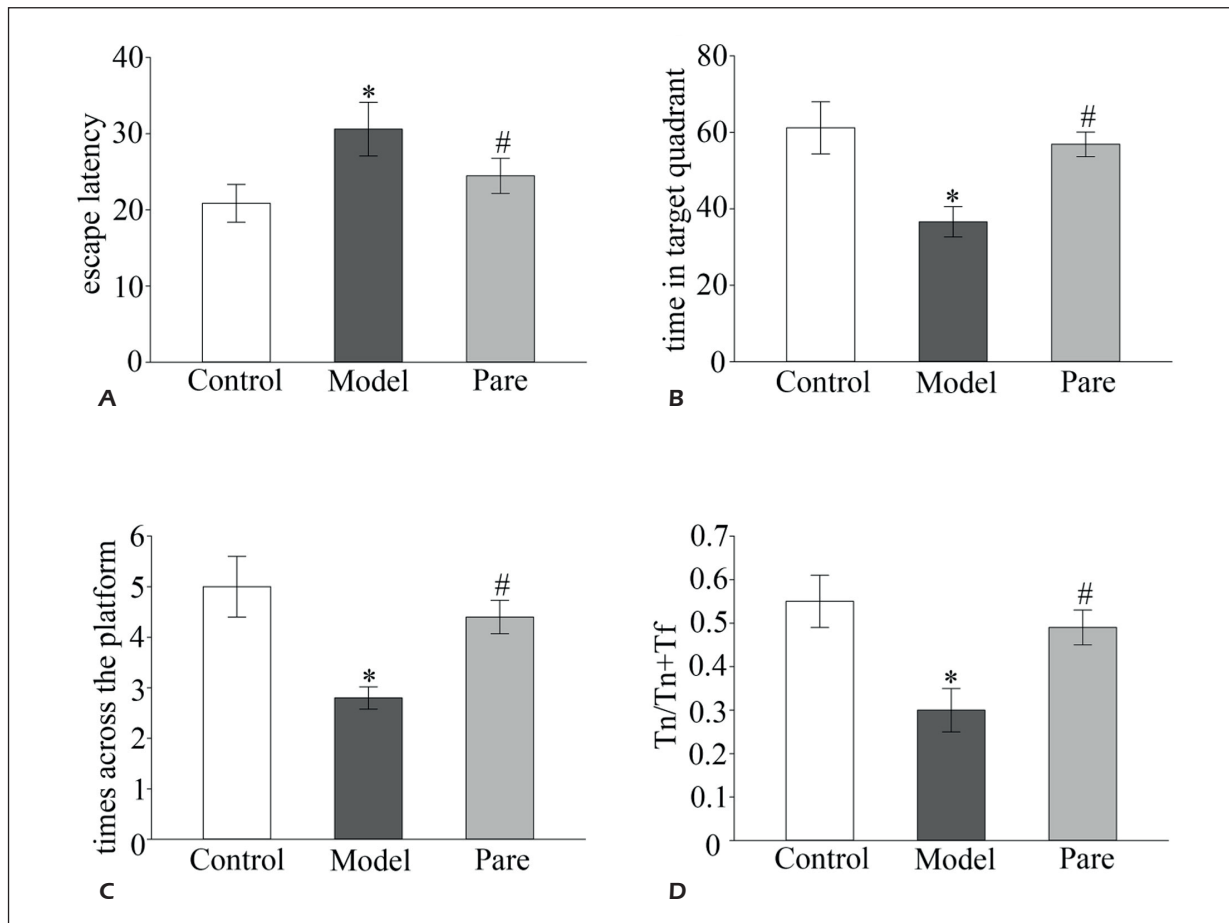 40
30
20
10
0
escape latency
*
#
Control Model Pare
A
80
60
40
20
0
time in target quadrant
*
#
Control Model Pare
B
6
5
4
3
2
1
0
times across the platform
*
#
Control Model Pare
C
0.7
0.6
0.5
0.4
0.3
0.2
0.1
0
Tn/Tn+Tf
*
#
Control Model Pare
D